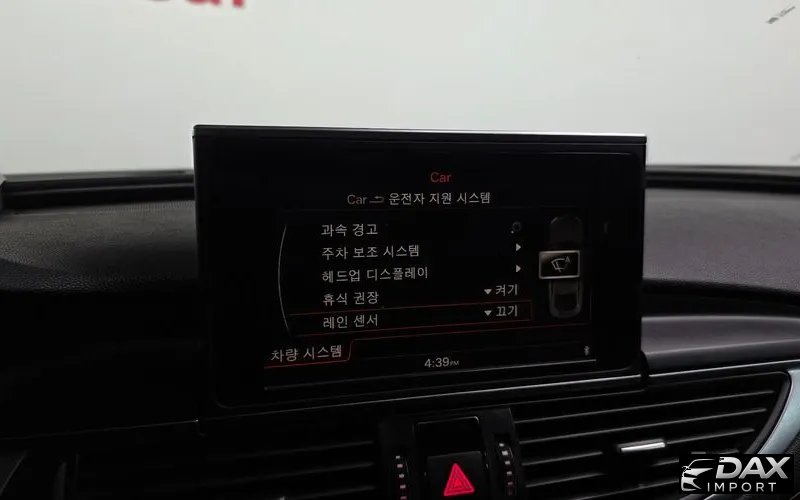 Car
Car 운전자 지원 시스템
과속 경고
주차 보조 시스템
헤드업 디스플레이
휴식 권장 켜기
레인 센서 끄기
차량 시스템
4:39PM
DAX
IMPORT